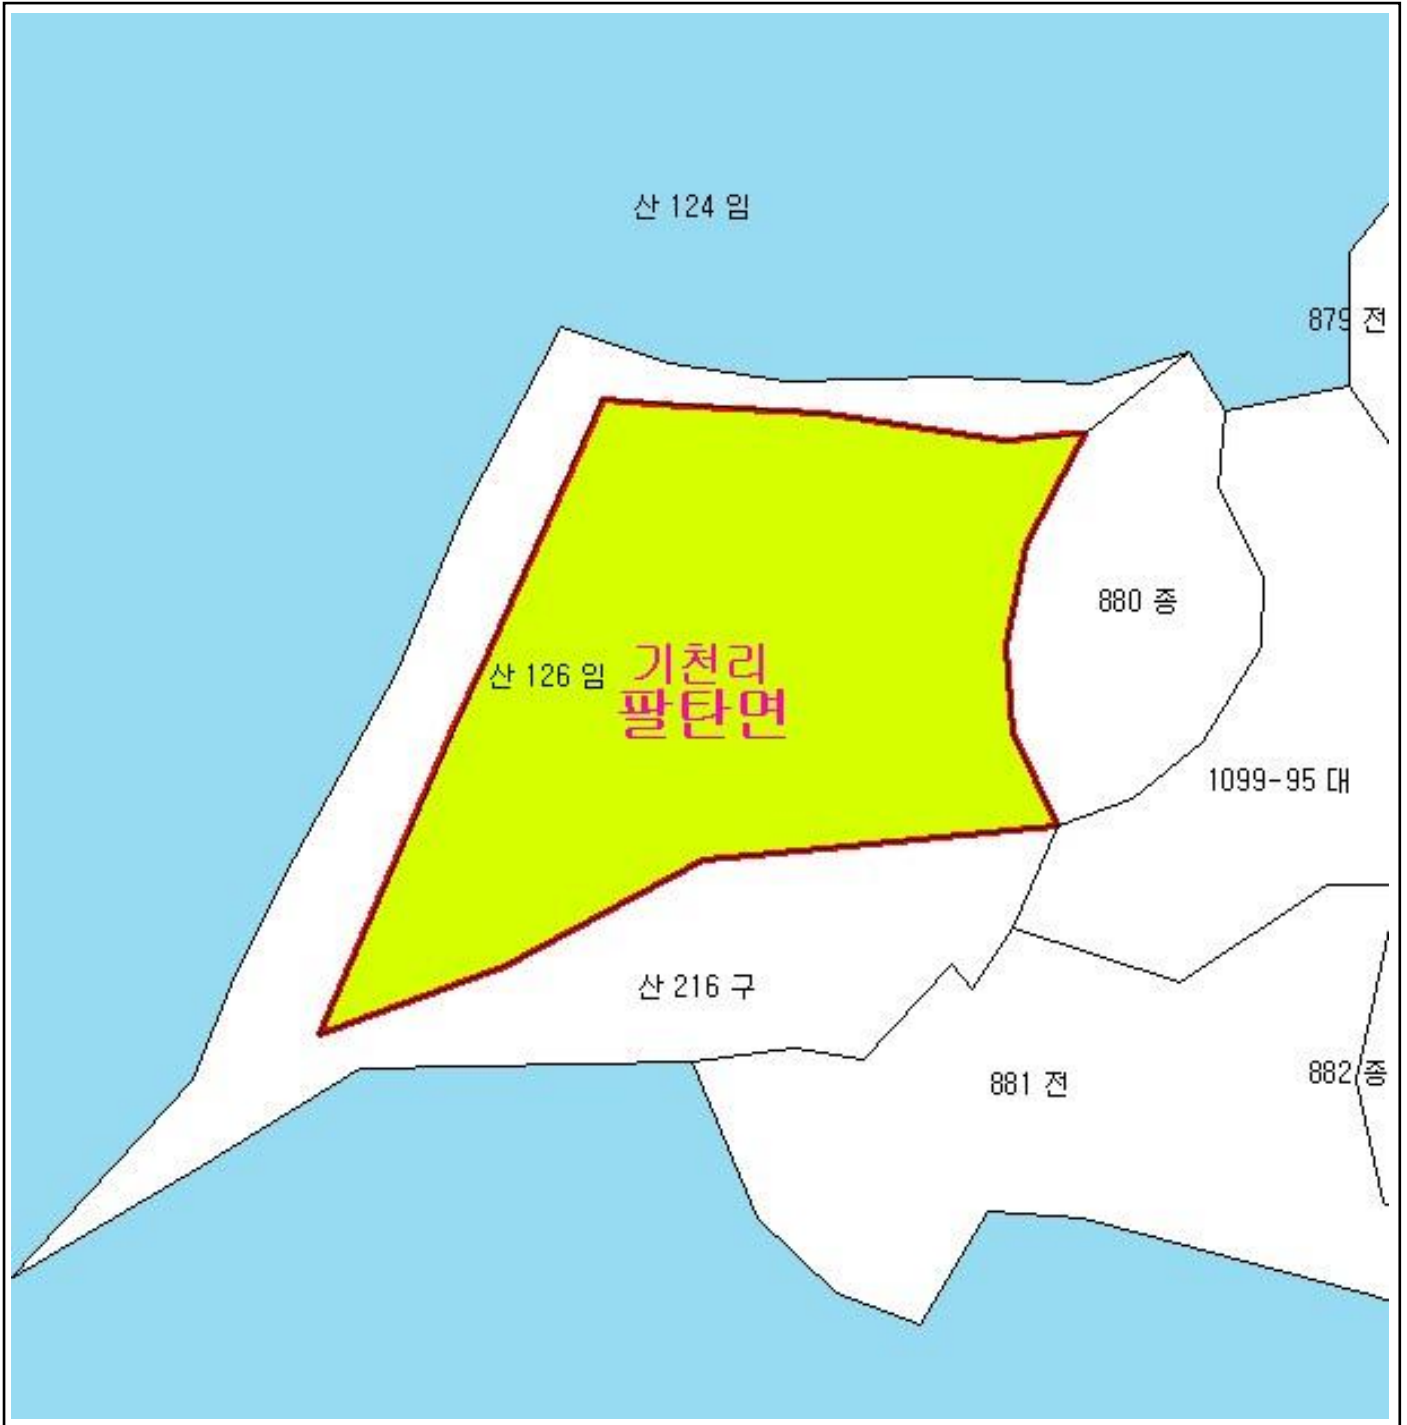 산 124 임
879 전
880 종
기천리
산 126 임
팔탄면
1099-95 대
산 216 구
882 종
881 전